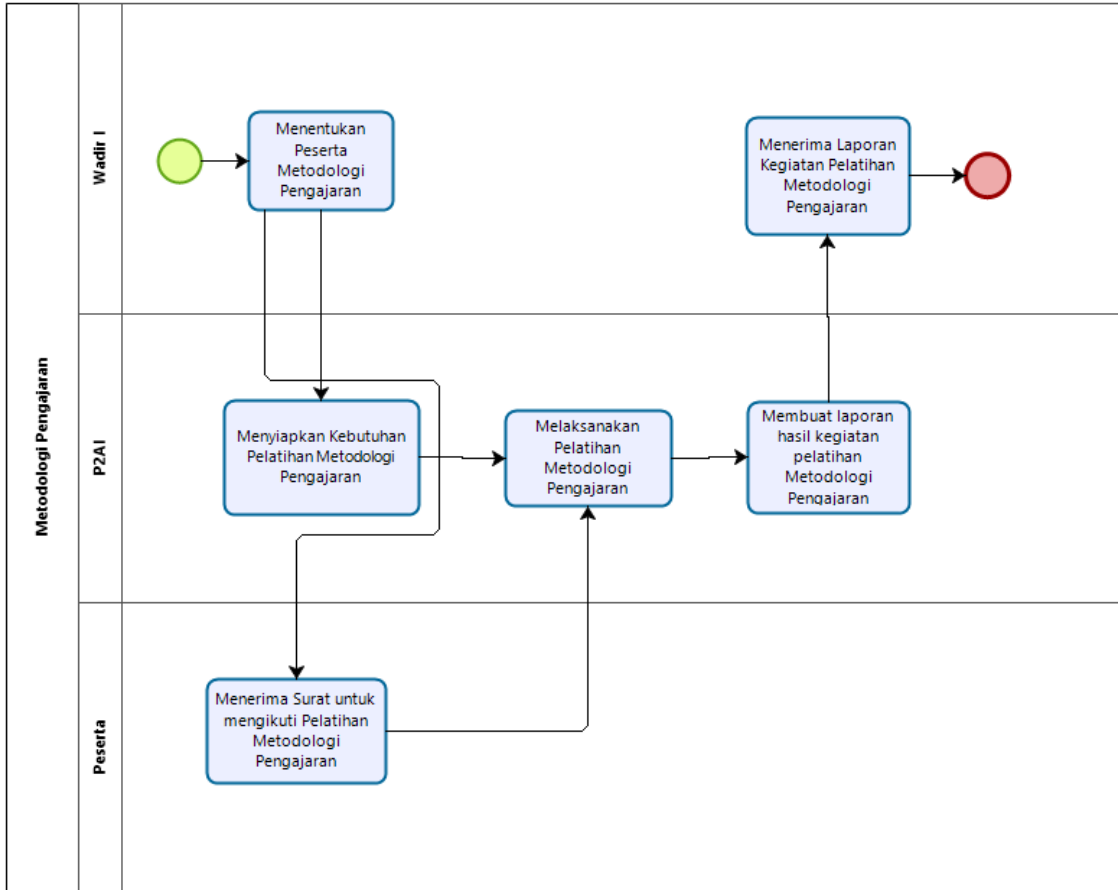 Metodologi Pengajaran
Wadir I
Menentukan
Peserta
Metodologi
Pengajaran
Menerima Laporan
Kegiatan Pelatihan
Metodologi
Pengajaran
P2AI
Menyiapkan Kebutuhan
Pelatihan Metodologi
Pengajaran
Melaksanakan
Pelatihan
Metodologi
Pengajaran
Membuat laporan
hasil kegiatan
pelatihan
Metodologi
Pengajaran
Peserta
Menerima Surat untuk
mengikuti Pelatihan
Metodologi
Pengajaran